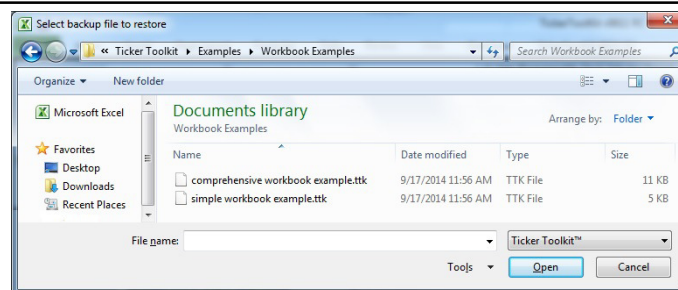 Select backup file to restore
« Ticker Toolkit ▸ Examples ▸ Workbook Examples
Search Workbook Examples
Organize ▾ New folder
Microsoft Excel
Favorites
Desktop
Downloads
Recent Places
Documents library
Workbook Examples
Arrange by: Folder ▾
Name Date modified Type Size
comprehensive workbook example.ttk 9/17/2014 11:56 AM TTK File 11 KB
simple workbook example.ttk 9/17/2014 11:56 AM TTK File 5 KB
File name: Ticker Toolkit™
Tools ▾ Open Cancel